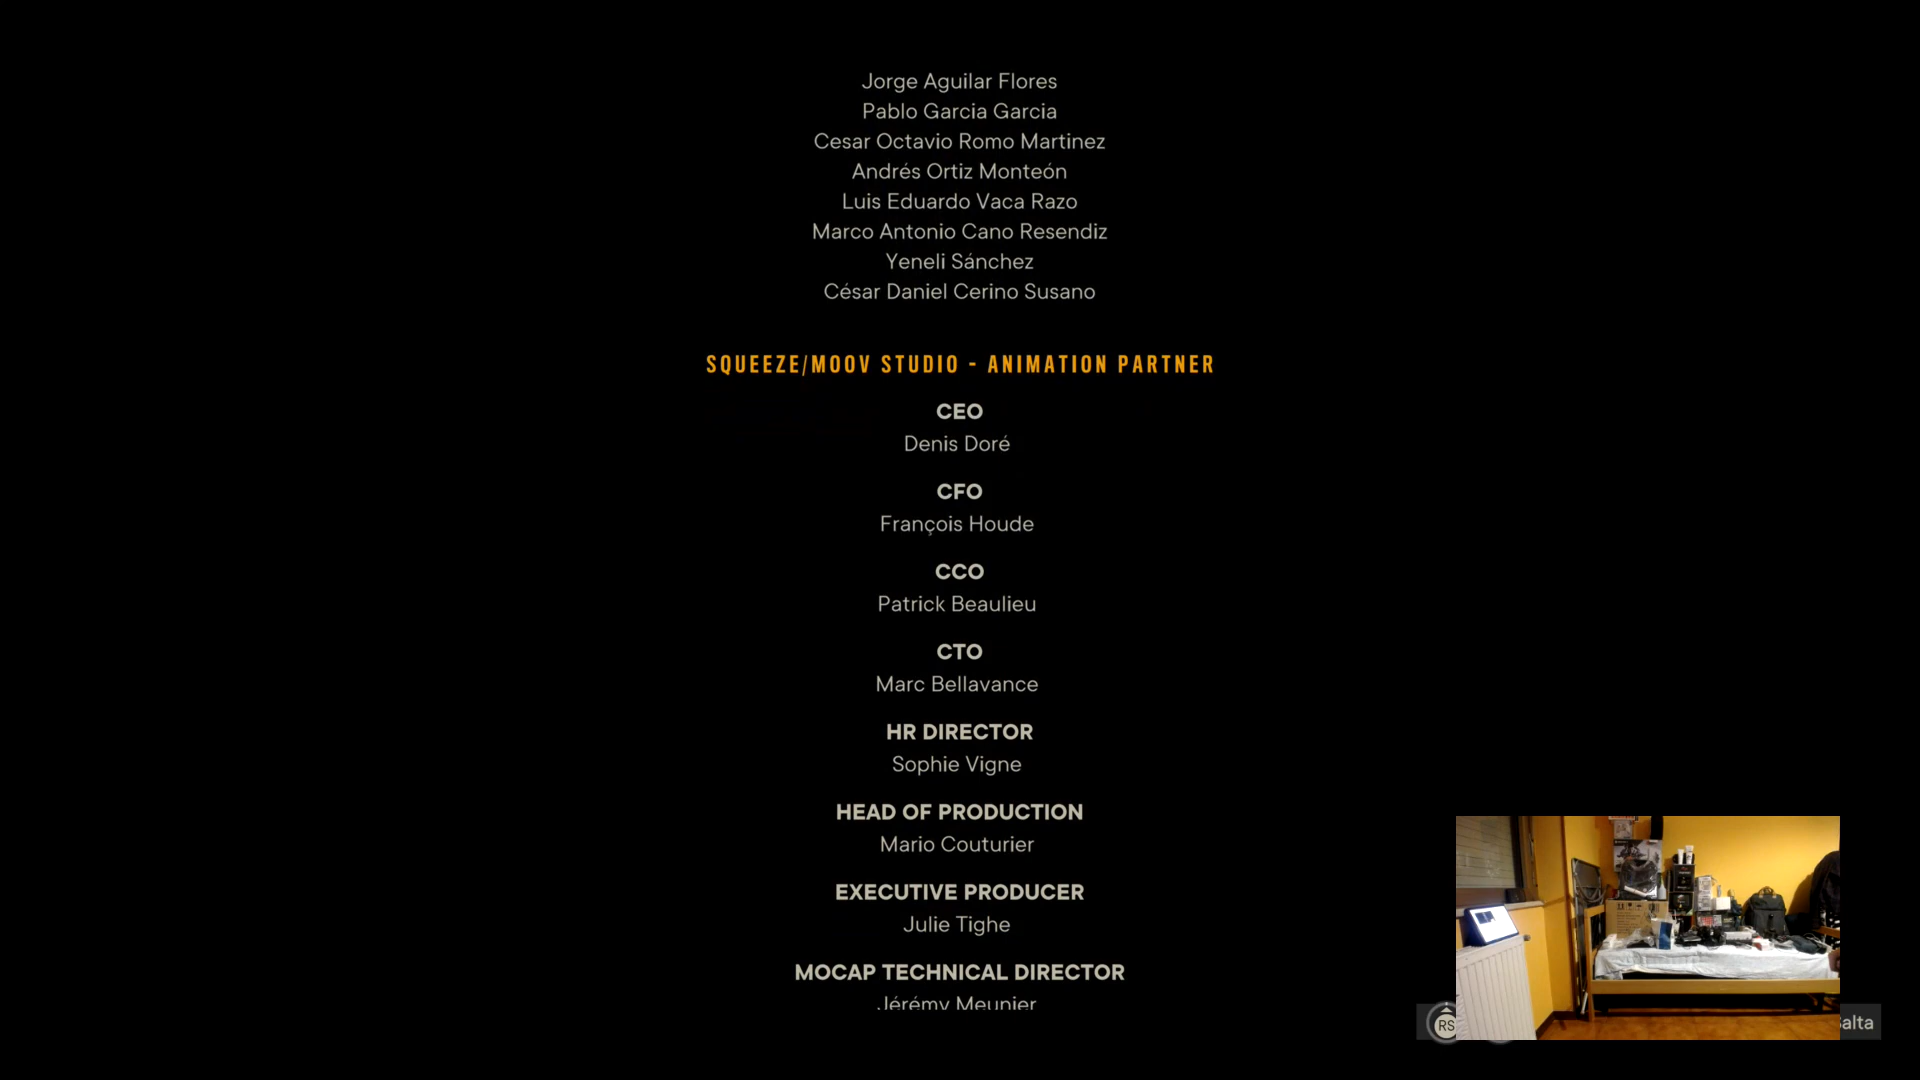 Jorge Aguilar Flores
Pablo Garcia Garcia
Cesar Octavio Romo Martinez
Andrés Ortiz Monteón
Luis Eduardo Vaca Razo
Marco Antonio Cano Resendiz
Yeneli Sánchez
César Daniel Cerino Susano
SQUEEZE/MOOV STUDIO - ANIMATION PARTNER
CEO
Denis Doré
CFO
François Houde
CCO
Patrick Beaulieu
CTO
Marc Bellavance
HR DIRECTOR
Sophie Vigne
HEAD OF PRODUCTION
Mario Couturier
EXECUTIVE PRODUCER
Julie Tighe
MOCAP TECHNICAL DIRECTOR
Jérémy Meunier
RS
Salta